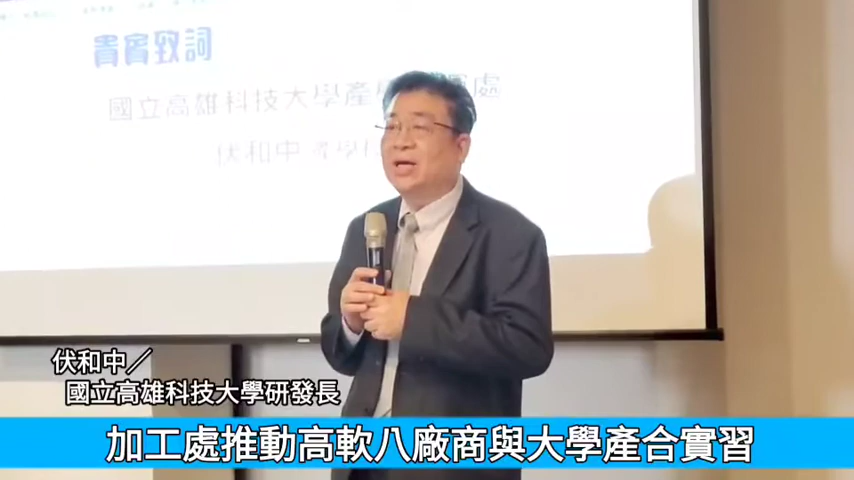 貴賓致詞
國立高雄科技大學產學
處
伏和中
伏和中／
國立高雄科技大學研發長
加工處推動高軟八廠商與大學產合實習